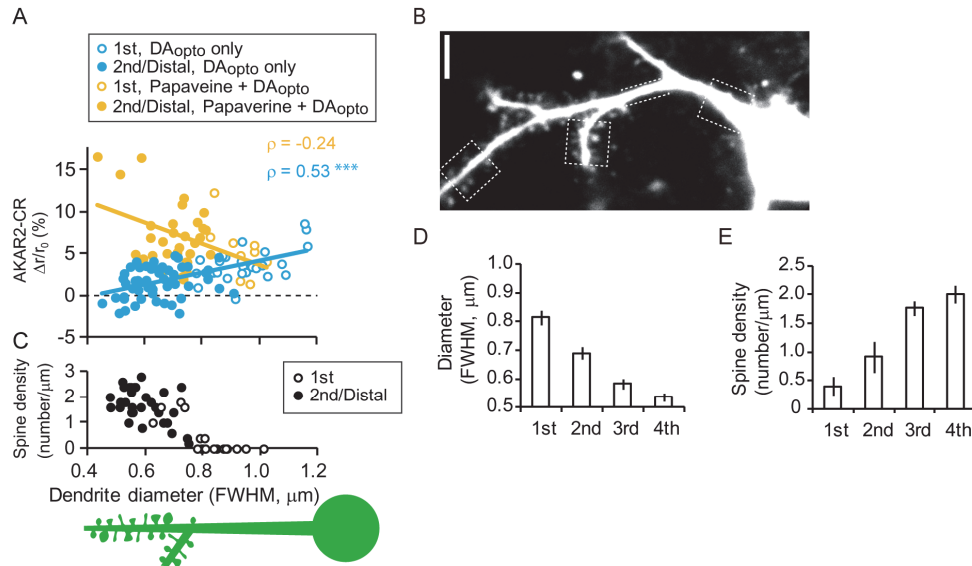 A
1st, DAopto only
2nd/Distal, DAopto only
1st, Papaveine + DAopto
2nd/Distal, Papaverine + DAopto
ρ = -0.24
ρ = 0.53 ***
AKAR2-CR
Δr/r0 (%)
15
10
5
0
-5
B
C
1st
2nd/Distal
Spine density
(number/μm)
3
2
1
0
0.4 0.6 0.8 1.0 1.2
Dendrite diameter (FWHM, μm)
D
Diameter
(FWHM, μm)
1.0
0.9
0.8
0.7
0.6
0.5
1st 2nd 3rd 4th
E
Spine density
(number/μm)
2.5
2.0
1.5
1.0
0.5
0
1st 2nd 3rd 4th